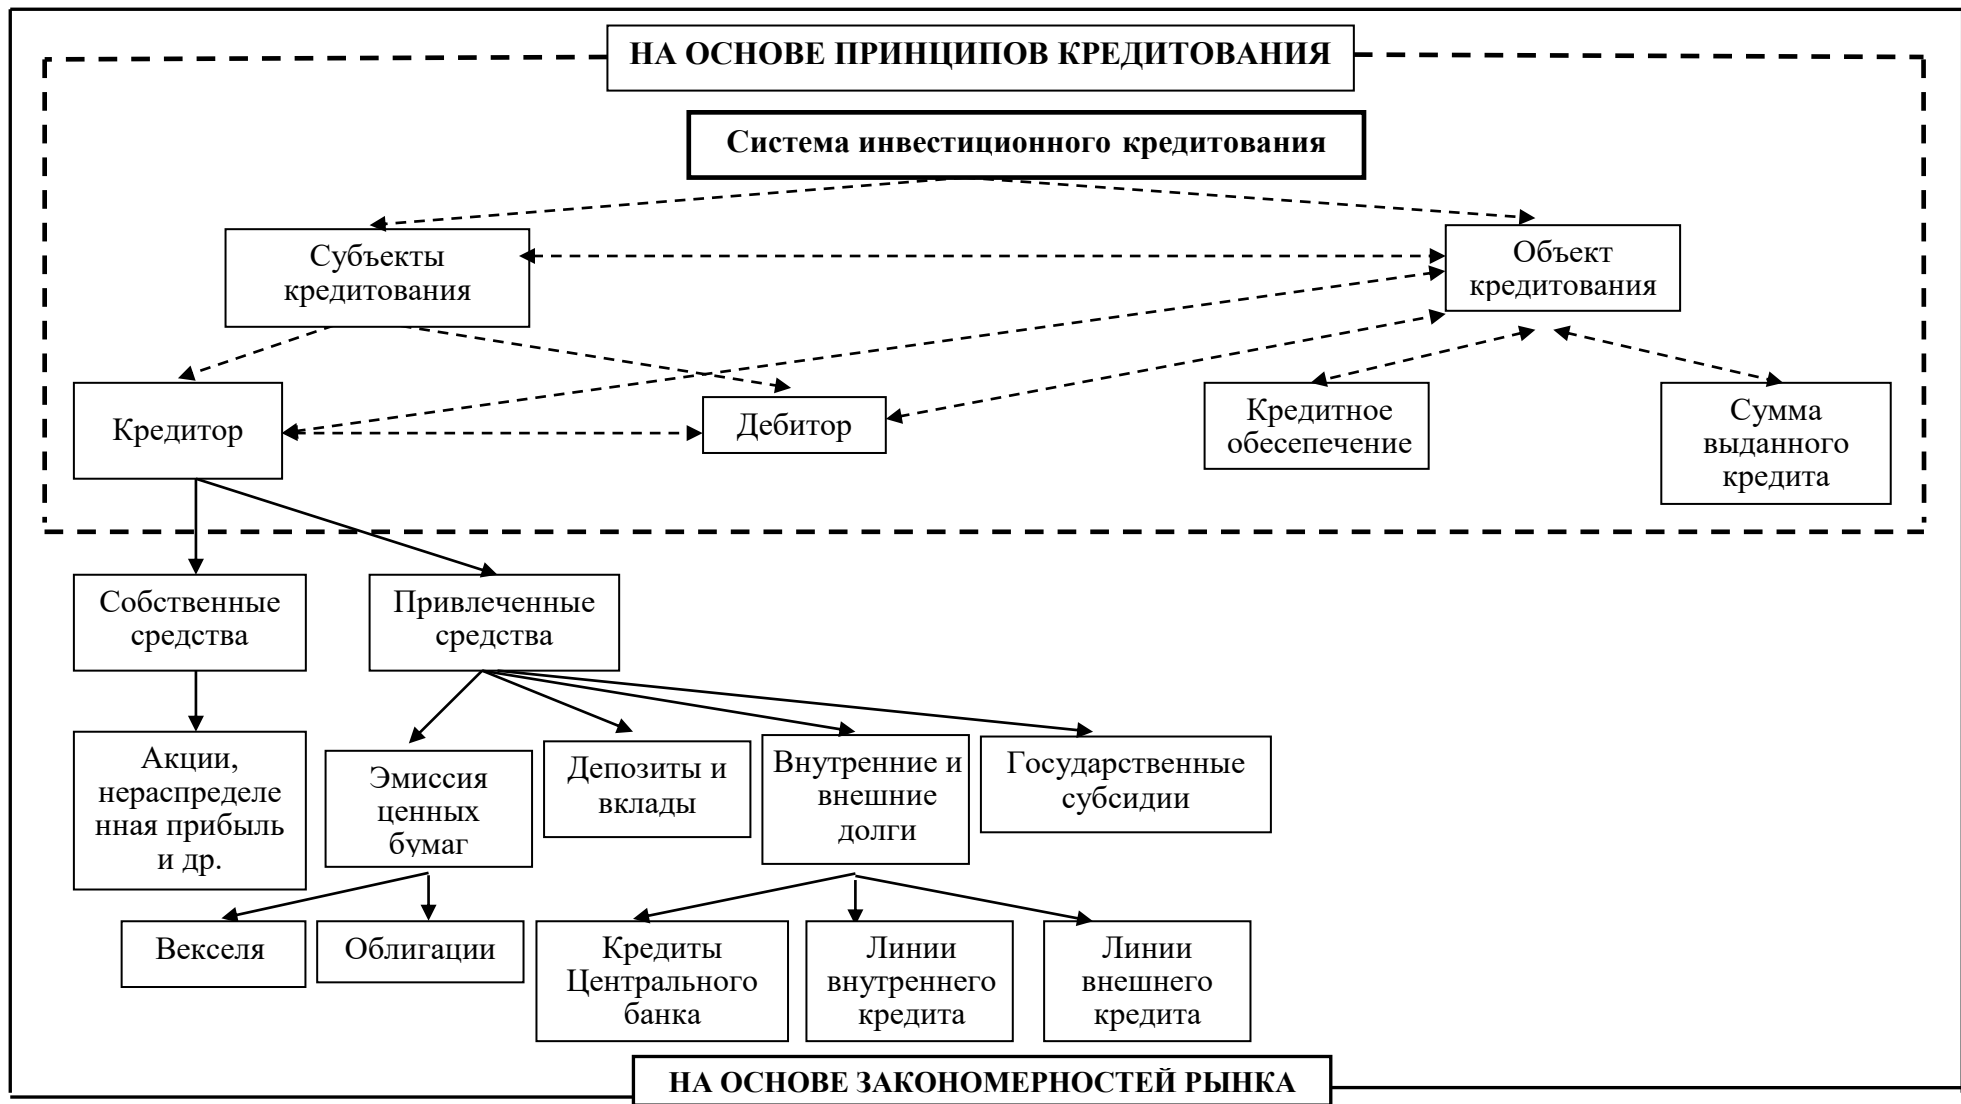 НА ОСНОВЕ ПРИНЦИПОВ КРЕДИТОВАНИЯ
Система инвестиционного кредитования
Субъекты
кредитования
Объект
кредитования
Кредитор
Дебитор
Кредитное
обесепечение
Сумма
выданного
кредита
Собственные
средства
Привлеченные
средства
Акции,
нераспределе
нная прибыль
и др.
Эмиссия
ценных
бумаг
Депозиты и
вклады
Внутренние и
внешние
долги
Государственные
субсидии
Векселя
Облигации
Кредиты
Центрального
банка
Линии
внутреннего
кредита
Линии
внешнего
кредита
НА ОСНОВЕ ЗАКОНОМЕРНОСТЕЙ РЫНКА